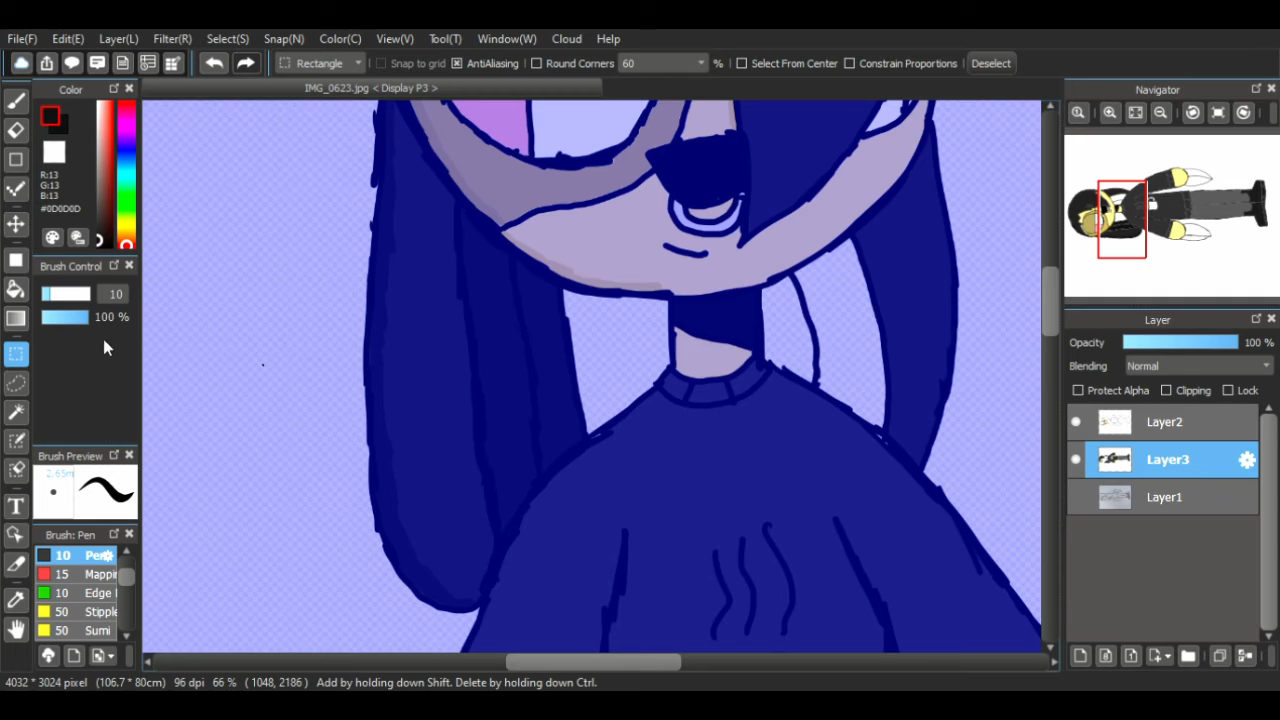 File(F) Edit(E) Layer(L) Filter(R) Select(S) Snap(N) Color(C) View(V) Tool(T) Window(W) Cloud Help
Rectangle Snap to grid AntiAliasing Round Corners 60 % Select From Center Constrain Proportions Deselect
Color
IMG_0623.jpg < Display P3 >
Navigator
R:13
G:13
B:13
#0D0D0D
Brush Control
10
100 %
Layer
Opacity 100 %
Blending Normal
Protect Alpha Clipping Lock
Layer2
Layer3
Layer1
Brush Preview
Brush: Pen
10 Pen
15 Mappin
10 Edge
50 Stipple
50 Sumi
T
4032 * 3024 pixel (106.7 * 80cm) 96 dpi 66 % ( 1048, 2186 ) Add by holding down Shift. Delete by holding down Ctrl.